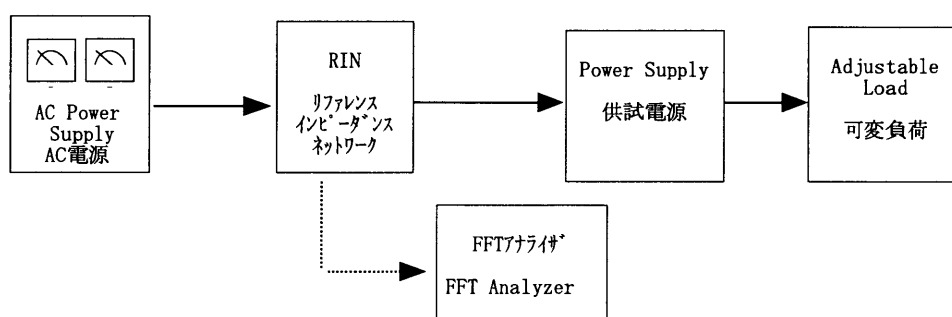 AC Power
Supply
AC電源
RIN
リファレンス
インピーダンス
ネットワーク
Power Supply
供試電源
Adjustable
Load
可変負荷
FFTアナライザ
FFT Analyzer